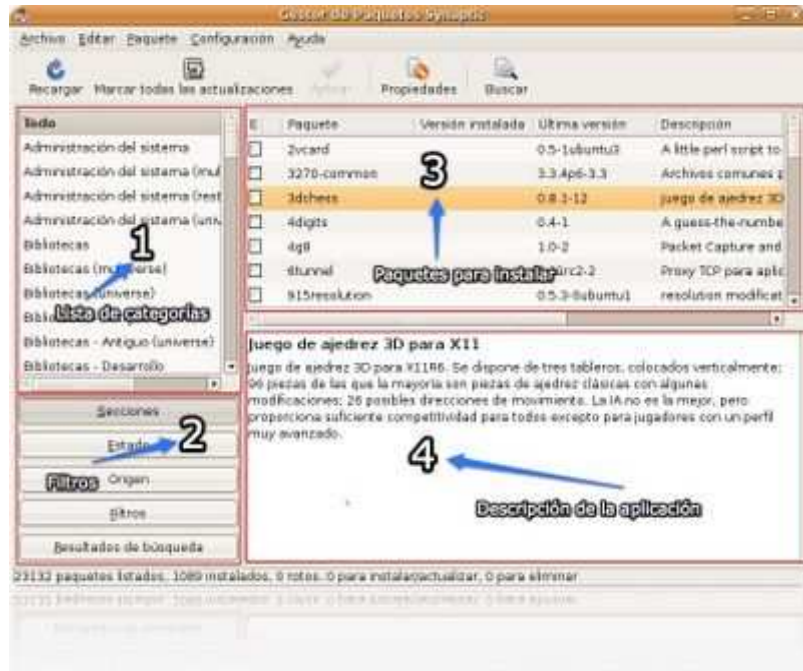 Gestor de Paquetes Synaptic
Archivo Editar Paquete Configuración Ayuda
Recargar Marcar todas las actualizaciones Aplicar Propiedades Buscar
Todo
Administración del sistema
Administración del sistema (mul
Administración del sistema (rest
Administración del sistema (univ
Bibliotecas
Bibliotecas (multiverse)
Bibliotecas (universe)
Bibliotecas - Antiguo (universe)
Bibliotecas - Desarrollo
1
Lista de categorías
Secciones
Estado
Origen
Filtros
Resultados de búsqueda
2
Filtros
E Paquete Versión instalada Última versión Descripción
2vcard 0.5-1ubuntu3 A little perl script to
3270-common 3.3.4p6-3.3 Archivos comunes p
3dchess 0.8.1-12 Juego de ajedrez 3D
4digits 0.4-1 A guess-the-numbe
4g8 1.0-2 Packet Capture and
6tunnel rc2-2 Proxy TCP para aplic
915resolution 0.5.3-0ubuntu1 resolution modificat
3
Paquetes para instalar
Juego de ajedrez 3D para X11
Juego de ajedrez 3D para X11R6. Se dispone de tres tableros, colocados verticalmente;
96 piezas de las que la mayoría son piezas de ajedrez clásicas con algunas
modificaciones; 26 posibles direcciones de movimiento. La IA no es la mejor, pero
proporciona suficiente competitividad para todos excepto para jugadores con un perfil
muy avanzado.
4
Descripción de la aplicación
23132 paquetes listados, 1089 instalados, 0 rotos. 0 para instalar/actualizar, 0 para eliminar